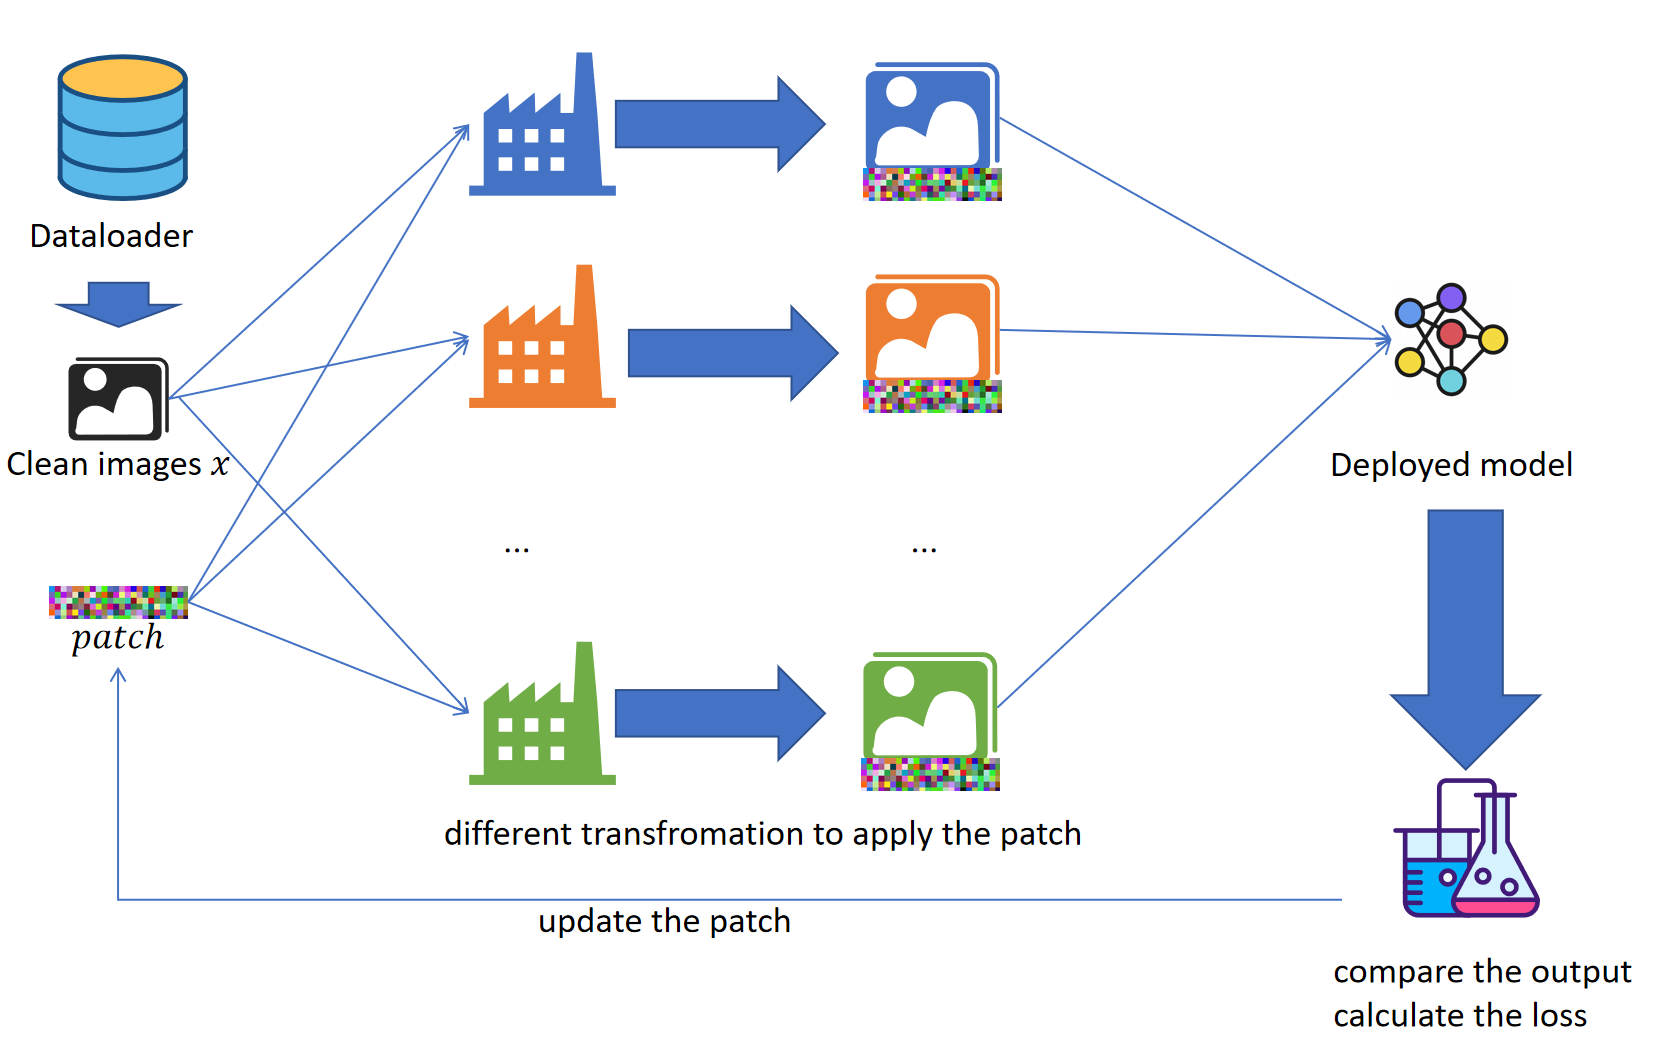 Dataloader
Clean images x
patch
...
...
different transfromation to apply the patch
update the patch
Deployed model
compare the output
calculate the loss